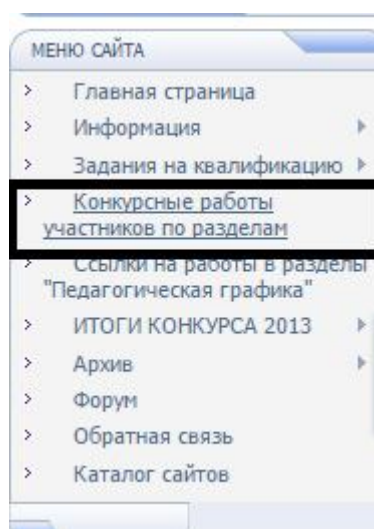 МЕНЮ САЙТА
Главная страница
Информация
Задания на квалификацию
Конкурсные работы
участников по разделам
Ссылки на работы в разделы
"Педагогическая графика"
ИТОГИ КОНКУРСА 2013
Архив
Форум
Обратная связь
Каталог сайтов